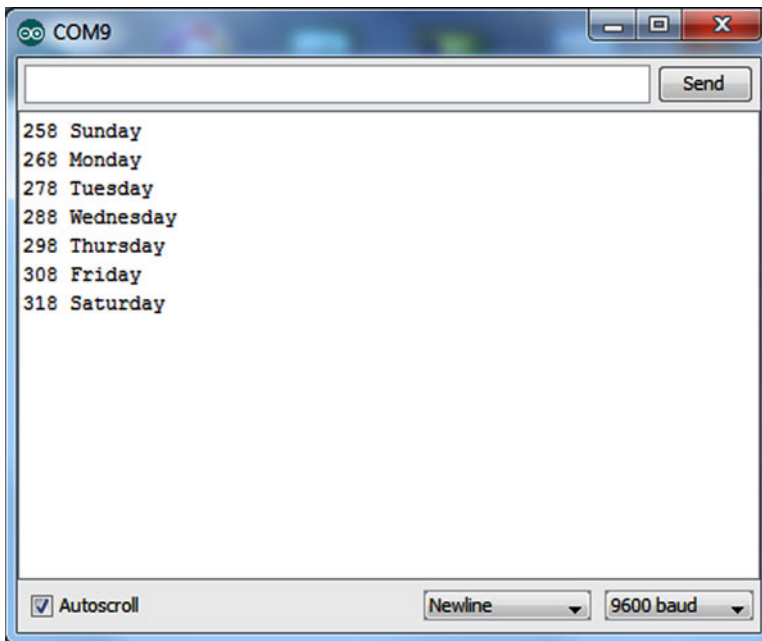 COM9
Send
258 Sunday
268 Monday
278 Tuesday
288 Wednesday
298 Thursday
308 Friday
318 Saturday
Autoscroll
Newline
9600 baud